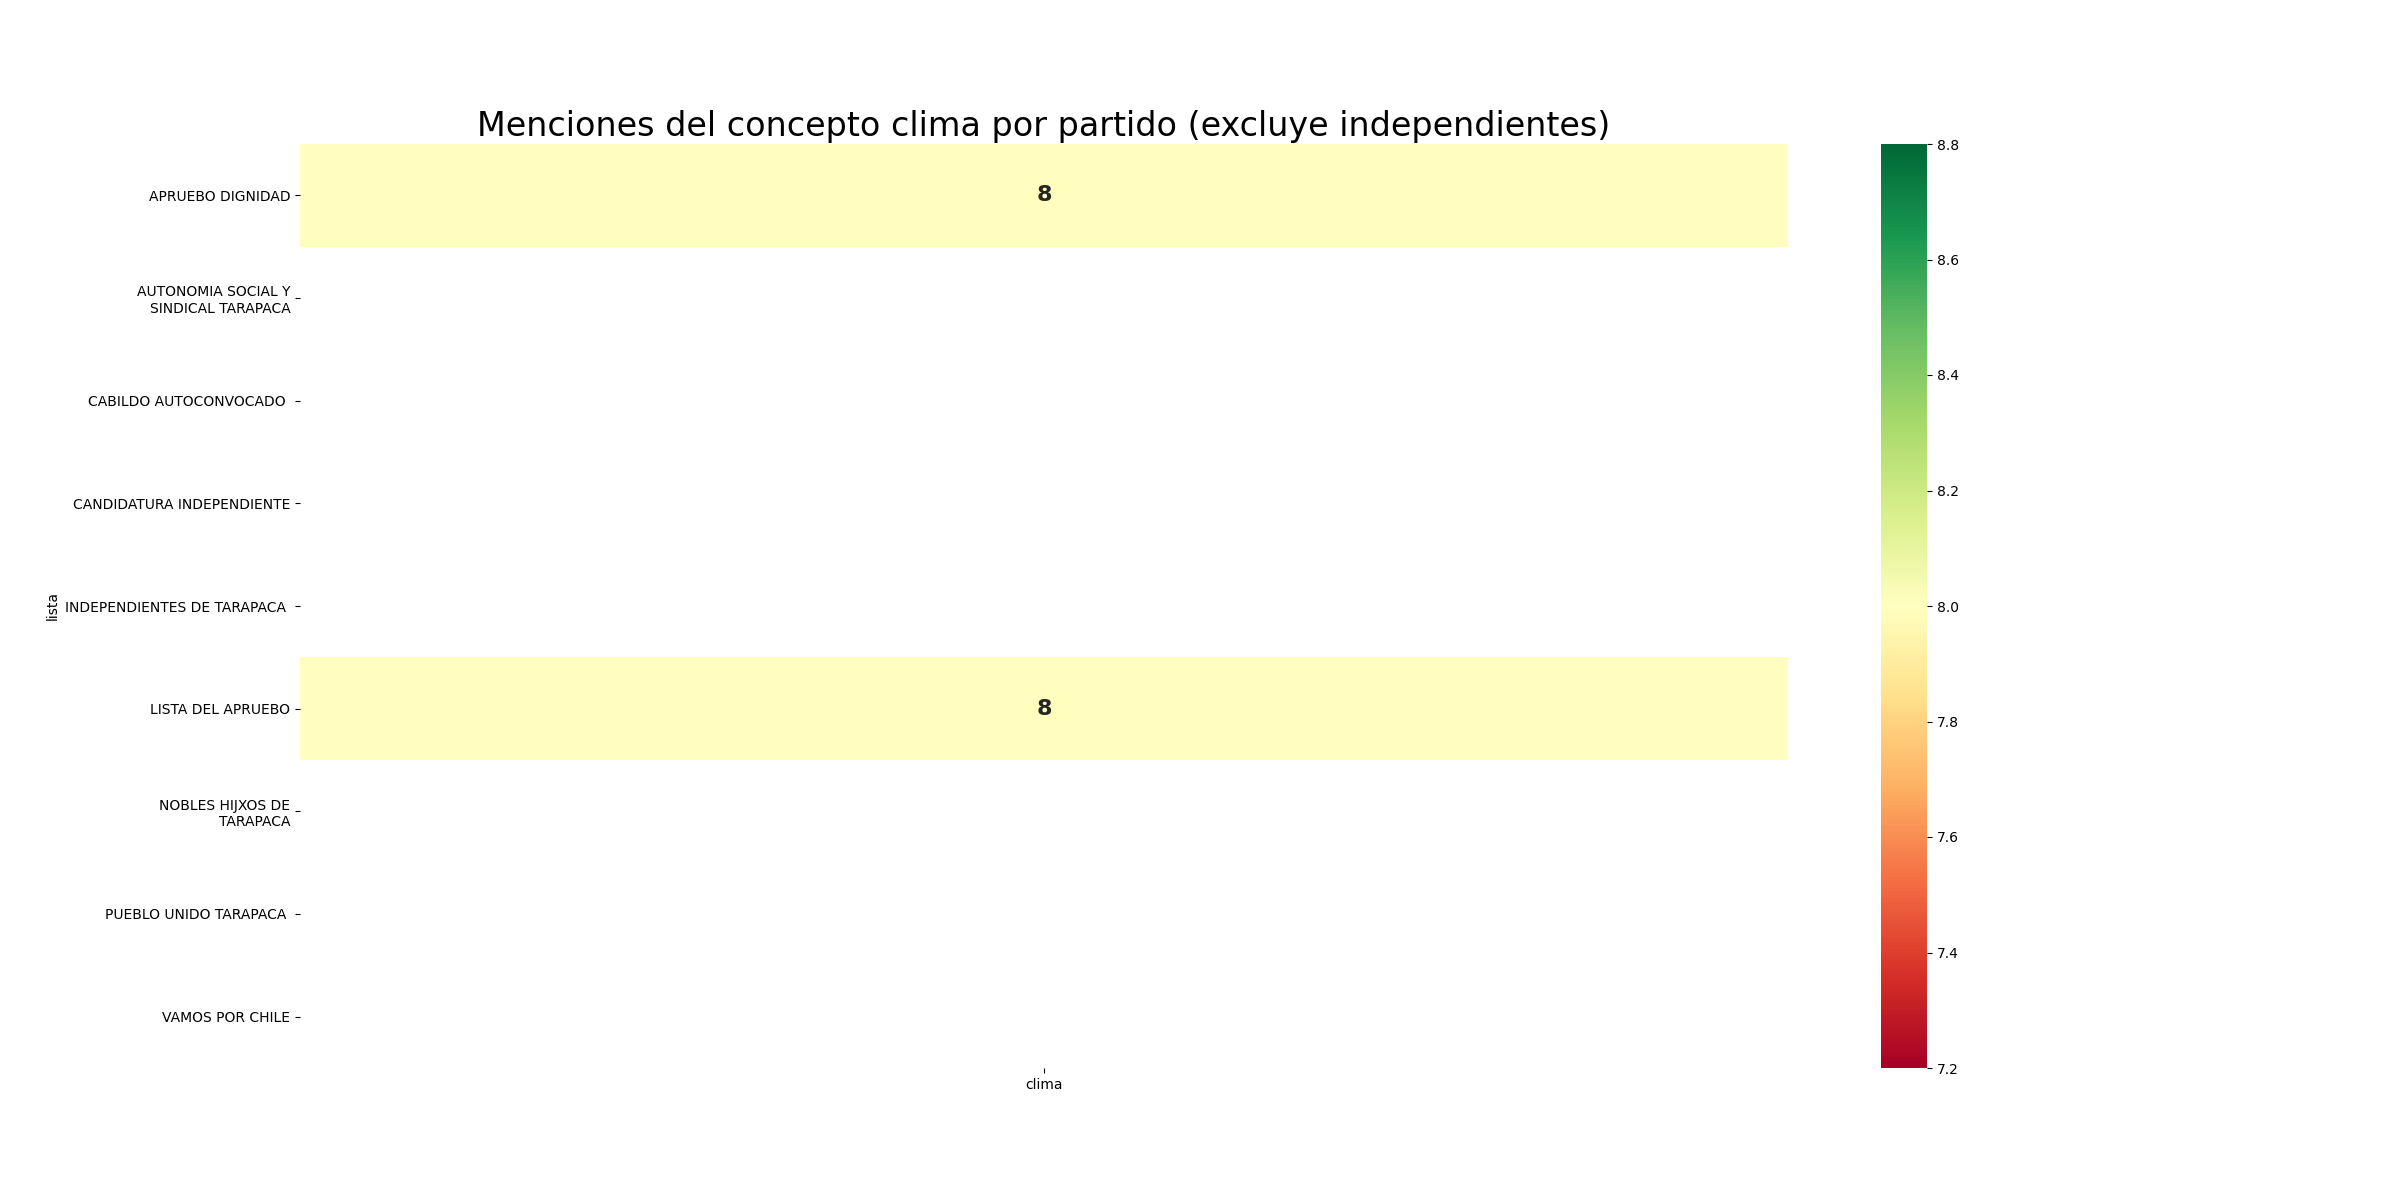 Menciones del concepto clima por partido (excluye independientes)
APRUEBO DIGNIDAD
8
AUTONOMIA SOCIAL Y
SINDICAL TARAPACA
CABILDO AUTOCONVOCADO
CANDIDATURA INDEPENDIENTE
INDEPENDIENTES DE TARAPACA
LISTA DEL APRUEBO
8
NOBLES HIJXOS DE
TARAPACA
PUEBLO UNIDO TARAPACA
VAMOS POR CHILE
lista
clima
8.8
8.6
8.4
8.2
8.0
7.8
7.6
7.4
7.2